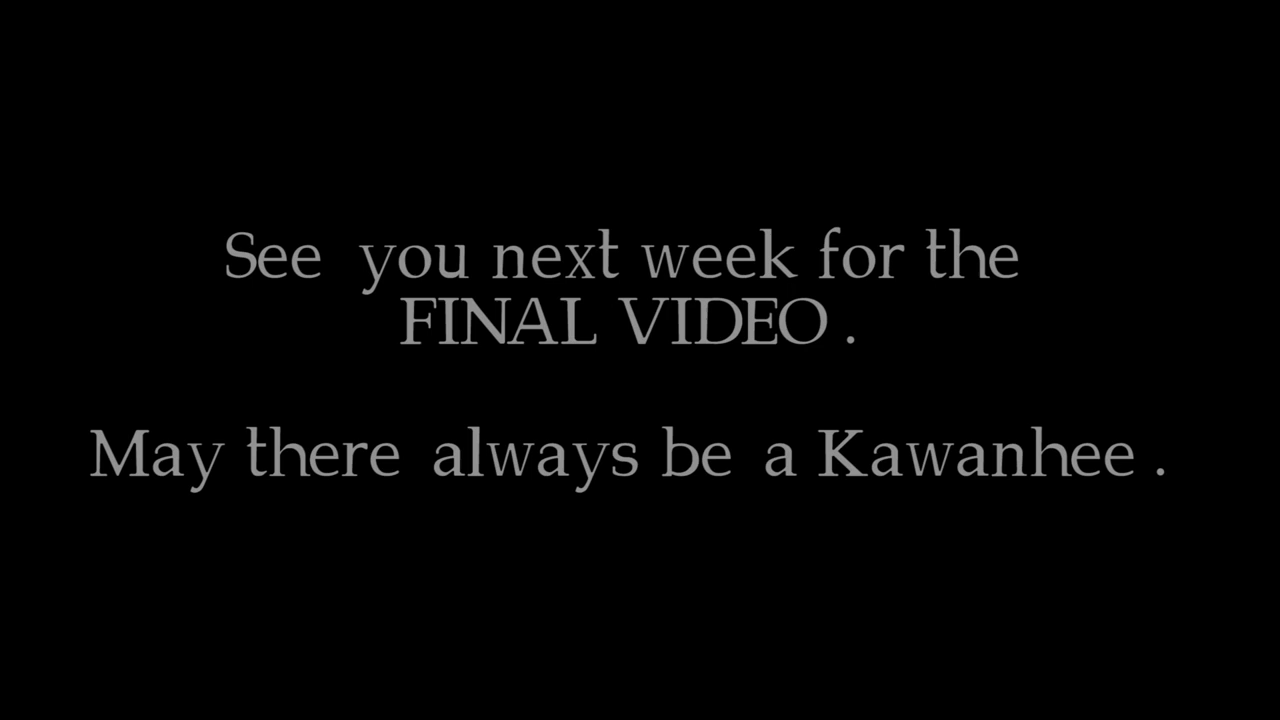 See you next week for the
FINAL VIDEO .
May there always be a Kawanhee .